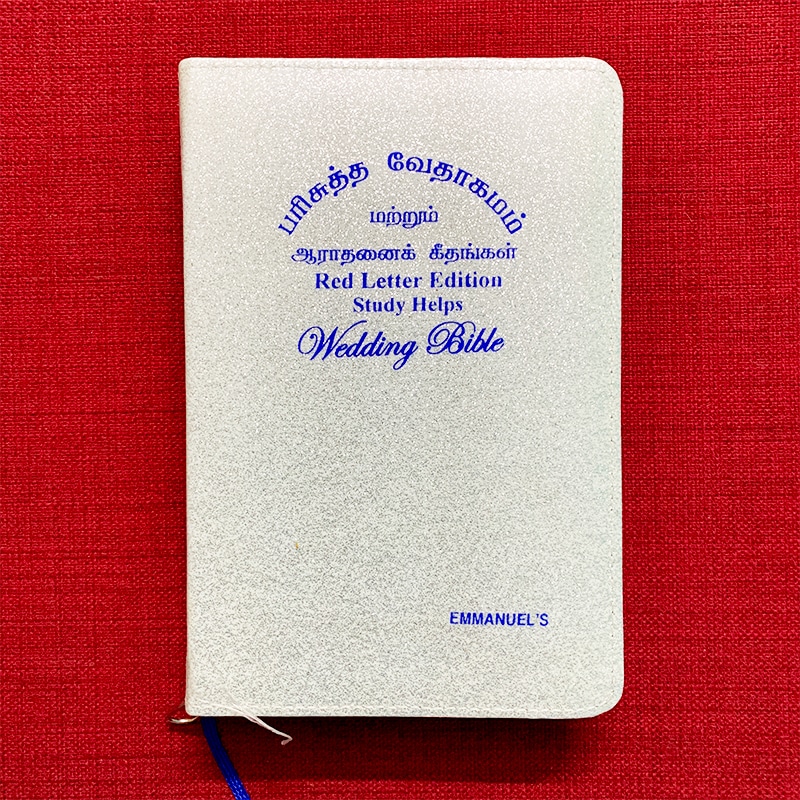 பரிசுத்த வேதாகமம்
மற்றும்
ஆராதனைக் கீதங்கள்
Red Letter Edition
Study Helps
Wedding Bible
EMMANUEL'S